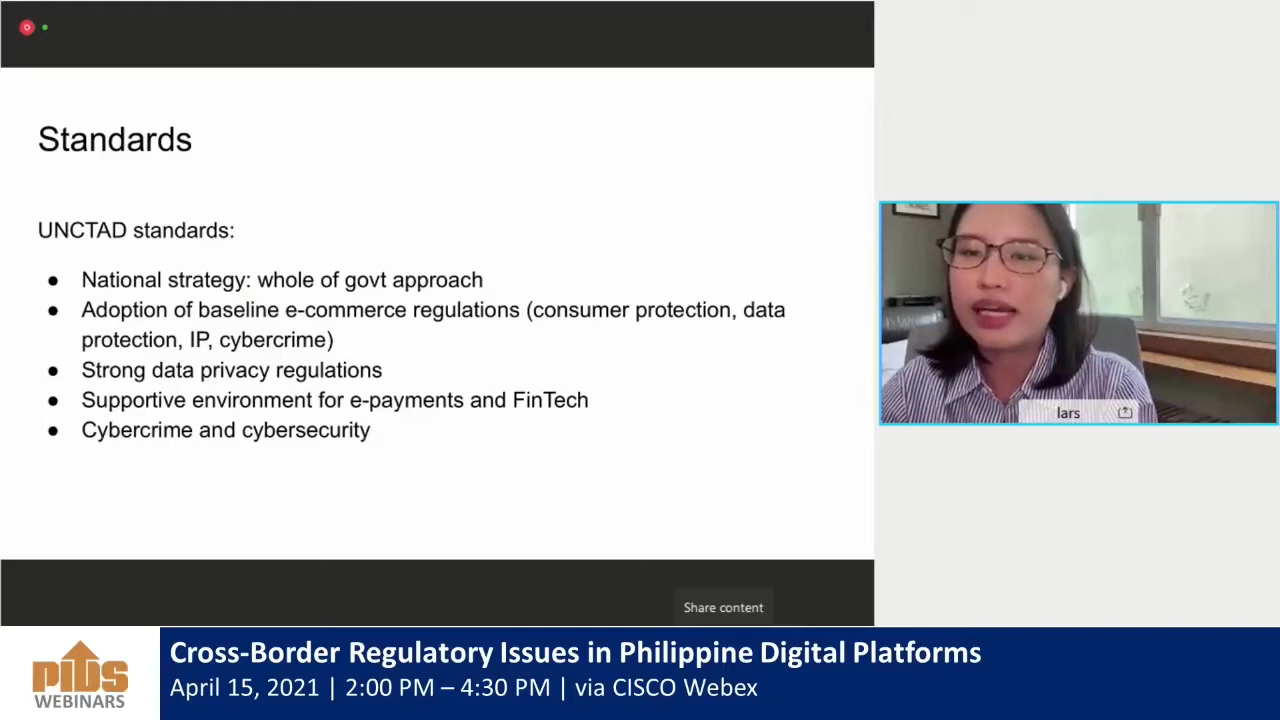 Standards
UNCTAD standards:
● National strategy: whole of govt approach
● Adoption of baseline e-commerce regulations (consumer protection, data
protection, IP, cybercrime)
● Strong data privacy regulations
● Supportive environment for e-payments and FinTech
● Cybercrime and cybersecurity
lars
Share content
PIDS
WEBINARS
Cross-Border Regulatory Issues in Philippine Digital Platforms
April 15, 2021 | 2:00 PM – 4:30 PM | via CISCO Webex